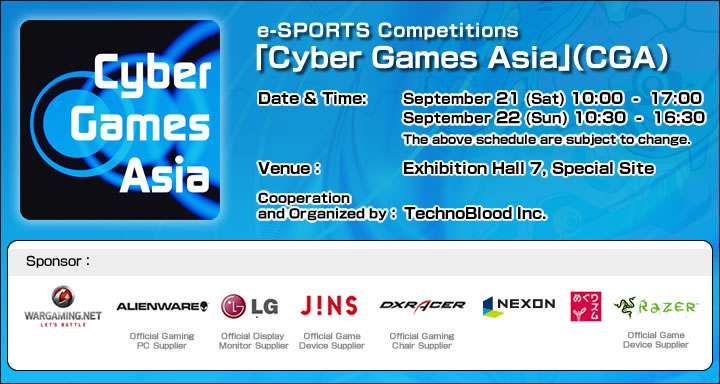 Cyber
Games
Asia
e-SPORTS Competitions
「Cyber Games Asia」(CGA)
Date & Time: September 21 (Sat) 10:00 - 17:00
September 22 (Sun) 10:30 - 16:30
The above schedule are subject to change.
Venue : Exhibition Hall 7, Special Site
Cooperation
and Organized by : TechnoBlood Inc.
Sponsor :
WARGAMING.NET
LET'S BATTLE
ALIENWARE
Official Gaming
PC Supplier
LG
Official Display
Monitor Supplier
J!NS
Official Game
Device Supplier
DXRACER
Official Gaming
Chair Supplier
NEXON
めぐリズム
RAZER
Official Game
Device Supplier